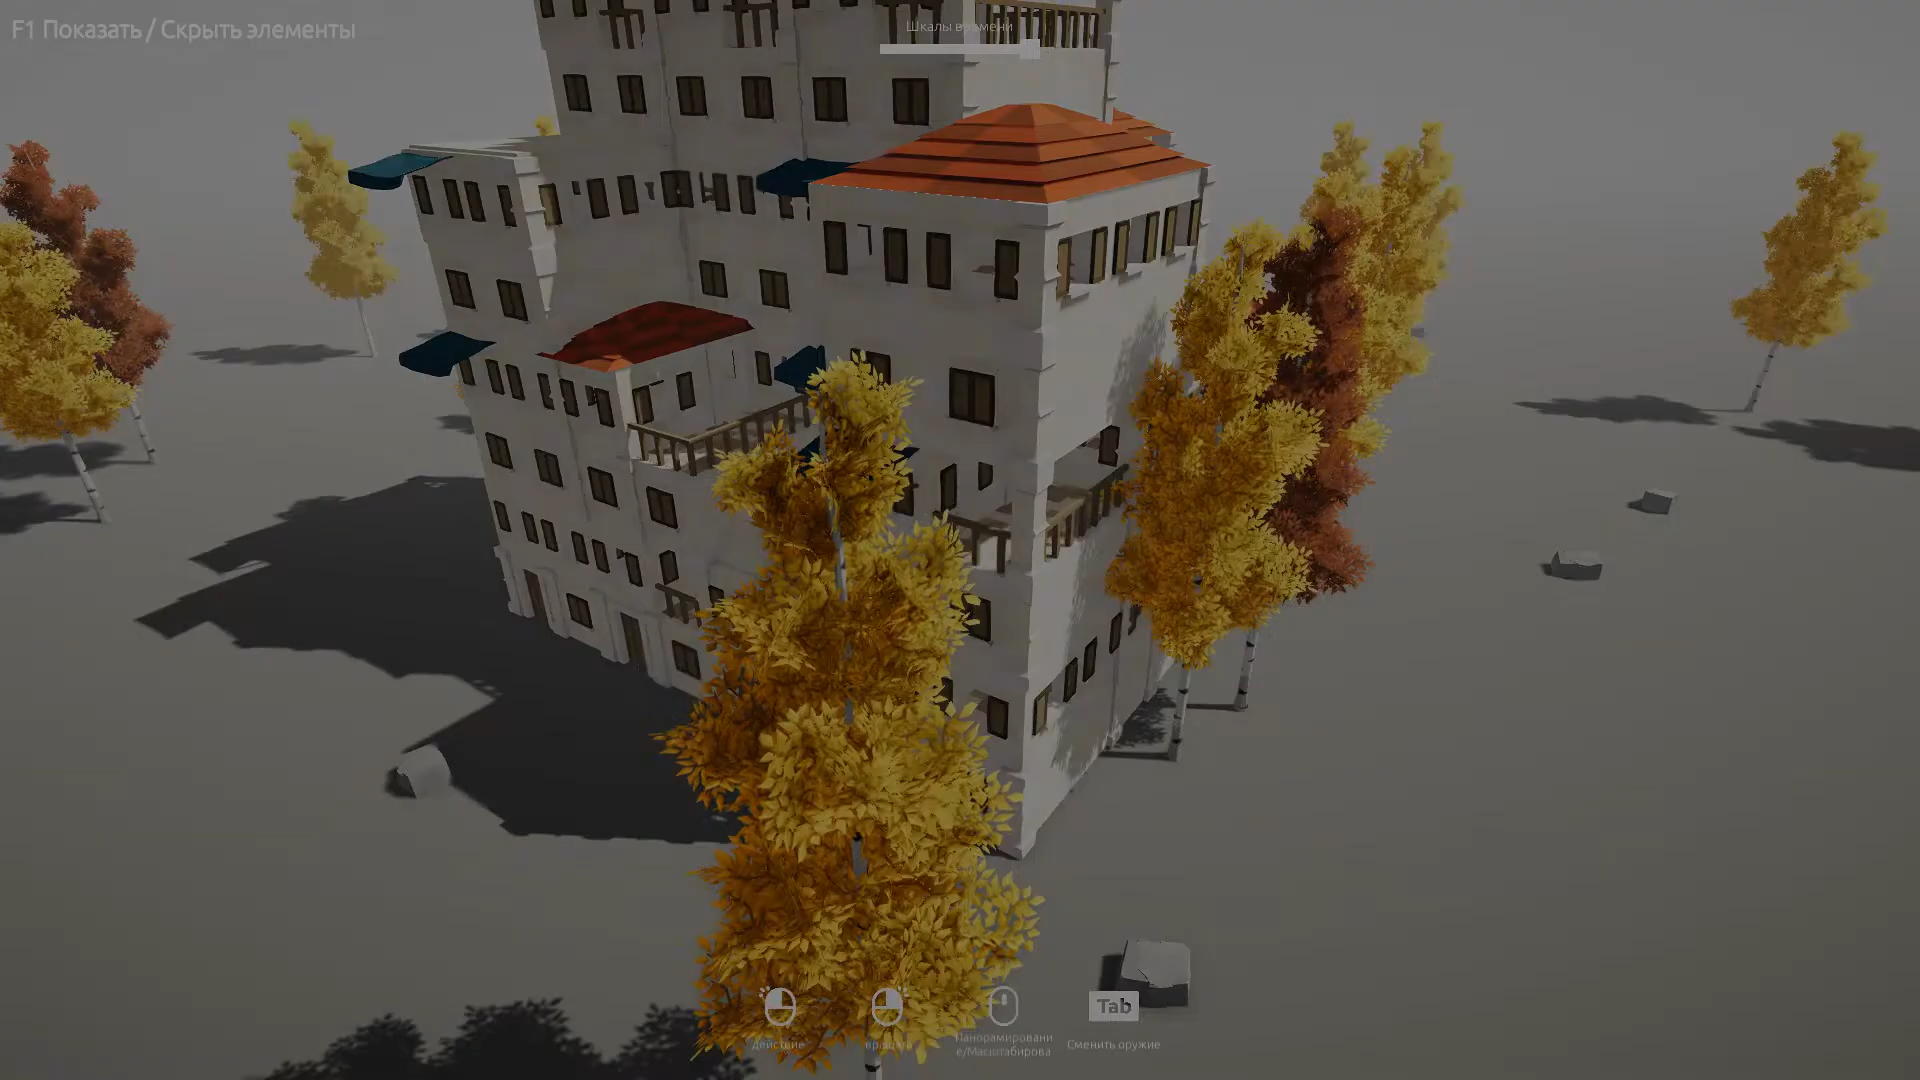 F1 Показать / Скрыть элементы
Шкалы времени
действие
Tab
Панорамировани
е/Масштабирова
Сменить оружие